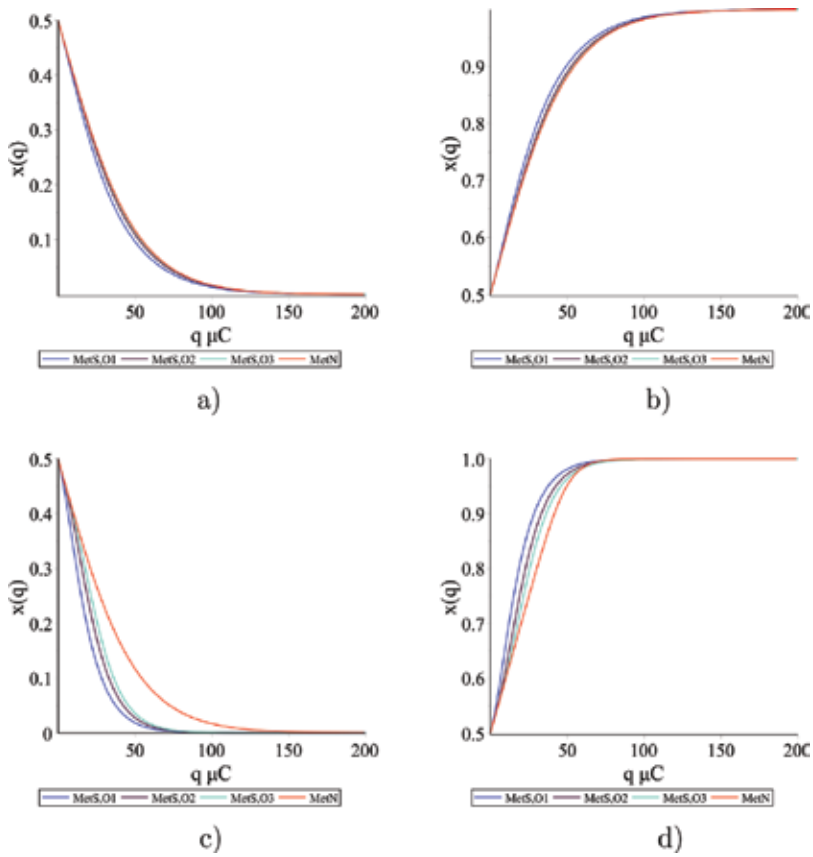 0.5
0.4
0.3
0.2
0.1
x(q)
50 100 150 200
q μC
MetS,O1 MetS,O2 MetS,O3 MetN
a)
0.9
0.8
0.7
0.6
0.5
x(q)
50 100 150 200
q μC
MetS,O1 MetS,O2 MetS,O3 MetN
b)
0.5
0.4
0.3
0.2
0.1
0
x(q)
50 100 150 200
q μC
MetS,O1 MetS,O2 MetS,O3 MetN
c)
1.0
0.9
0.8
0.7
0.6
0.5
x(q)
50 100 150 200
q μC
MetS,O1 MetS,O2 MetS,O3 MetN
d)